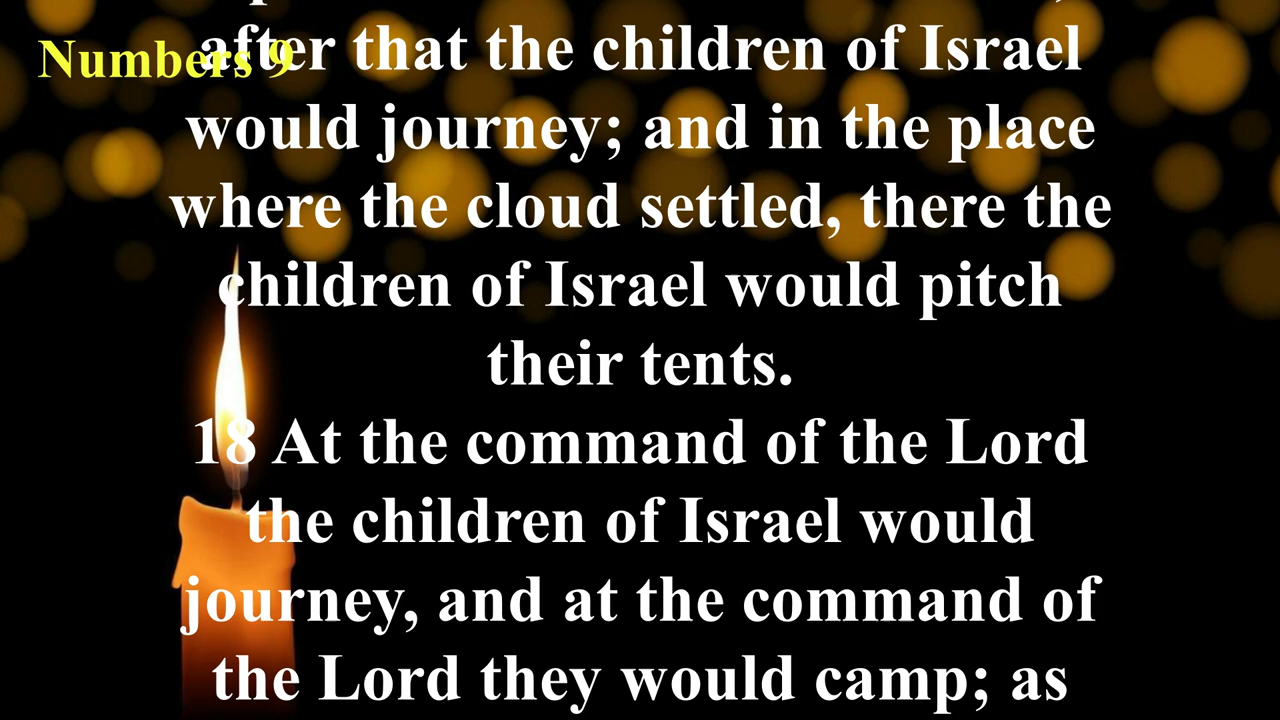 Numbers 9
after that the children of Israel
would journey; and in the place
where the cloud settled, there the
children of Israel would pitch
their tents.
18 At the command of the Lord
the children of Israel would
journey, and at the command of
the Lord they would camp; as